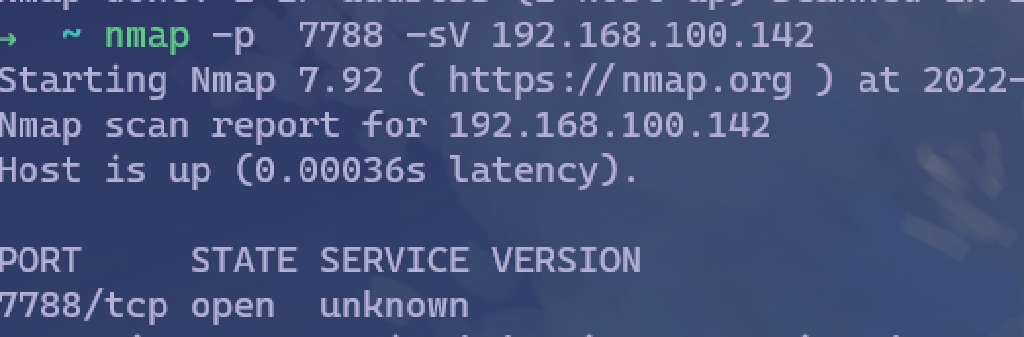 →  ~ nmap -p  7788 -sV 192.168.100.142
Starting Nmap 7.92 ( https://nmap.org ) at 2022-
Nmap scan report for 192.168.100.142
Host is up (0.00036s latency).
PORT     STATE SERVICE VERSION
7788/tcp open  unknown